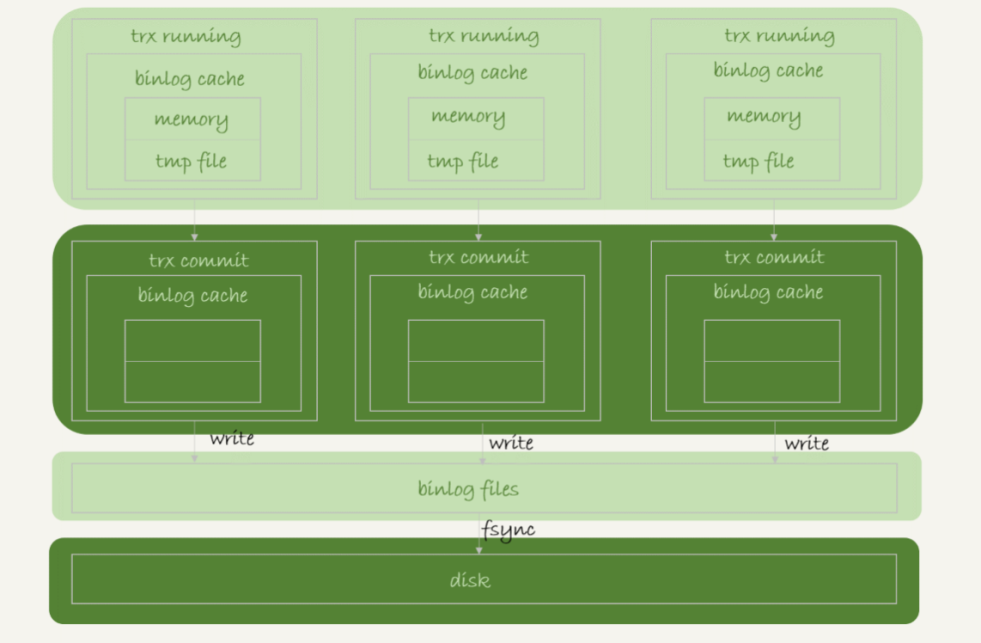 trx running
trx running
trx running
binlog cache
binlog cache
binlog cache
memory
memory
memory
tmp file
tmp file
tmp file
trx commit
trx commit
trx commit
binlog cache
binlog cache
binlog cache
write
write
write
binlog files
fsync
disk